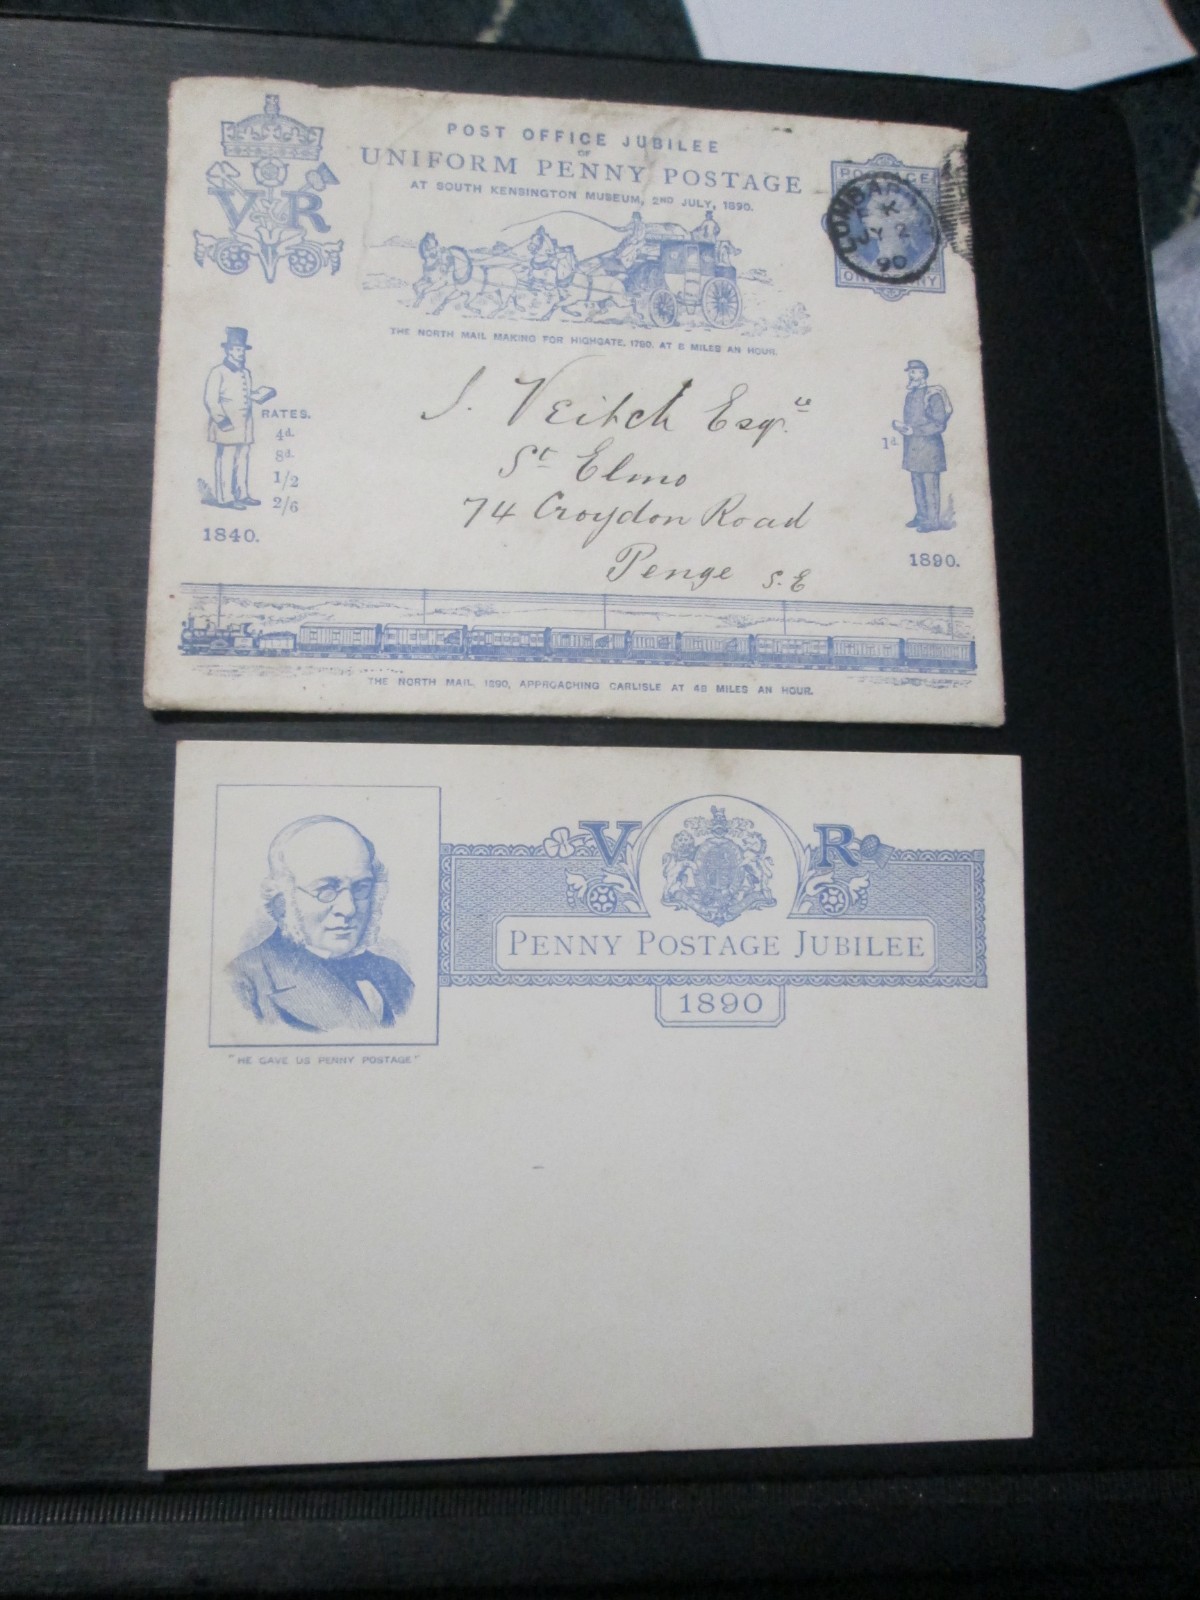 POST OFFICE JUBILEE
OF
UNIFORM PENNY POSTAGE
AT SOUTH KENSINGTON MUSEUM, 2ND JULY, 1890.
VR
POSTAGE
ONE PENNY
LOMBARD
JY 2
90
THE NORTH MAIL MAKING FOR HIGHGATE, 1790. AT 8 MILES AN HOUR.
J. Veitch Esqre
St Elmo
74 Croydon Road
Penge S.E
RATES.
4d.
8d.
1/2
2/6
1840.
1d.
1890.
THE NORTH MAIL, 1890, APPROACHING CARLISLE AT 48 MILES AN HOUR.
V R
PENNY POSTAGE JUBILEE
1890
"HE GAVE US PENNY POSTAGE"